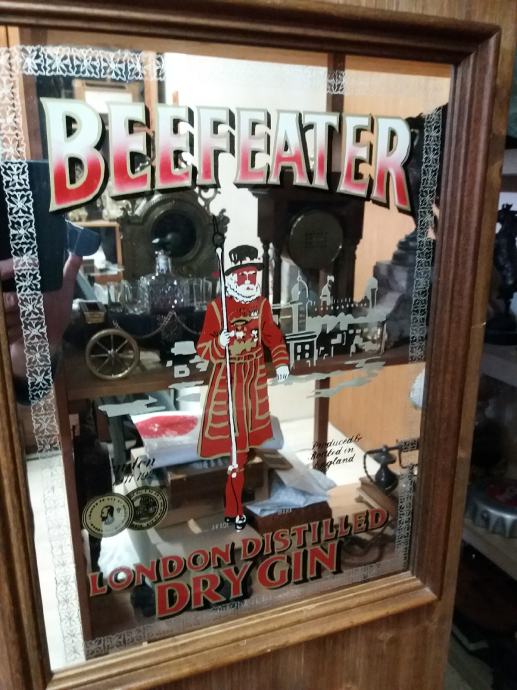 BEEFEATER
Produced &
Bottled in
England
LONDON DISTILLED
DRY GIN